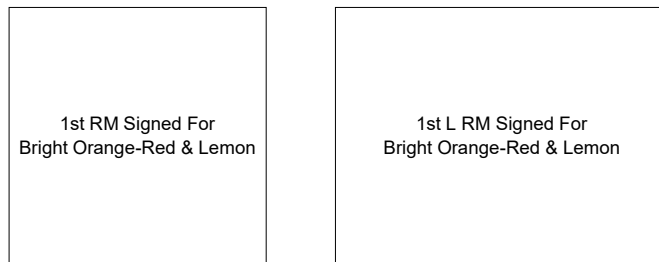 1st RM Signed For
Bright Orange-Red & Lemon
1st L RM Signed For
Bright Orange-Red & Lemon